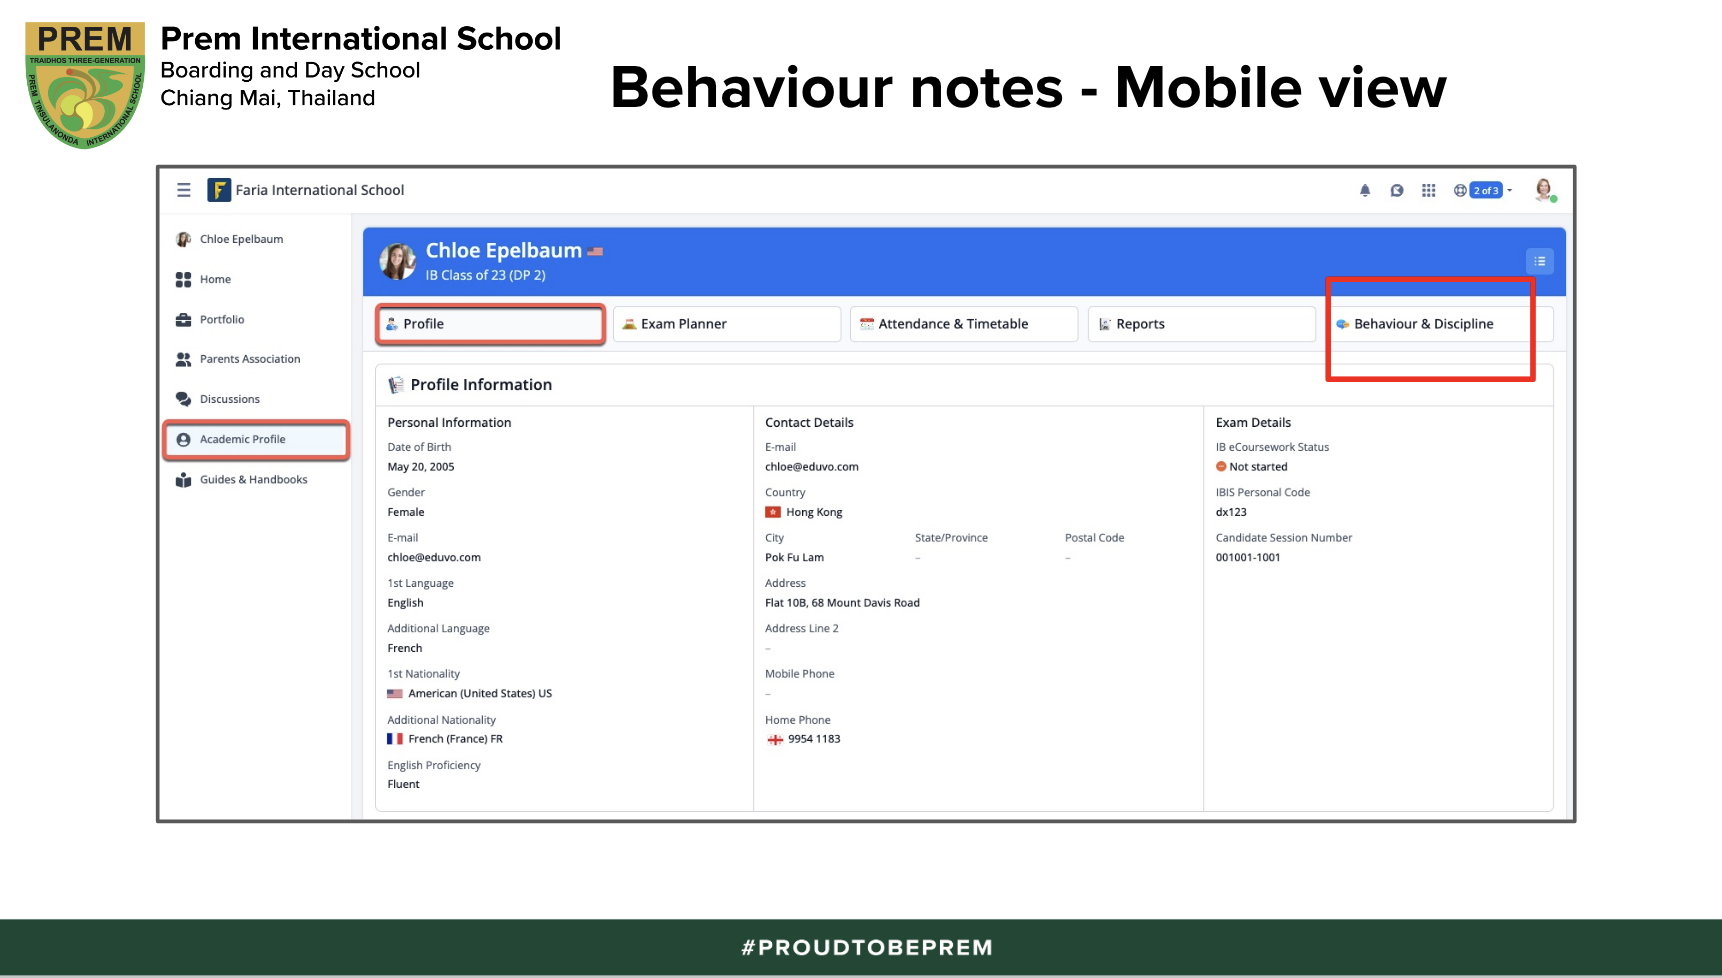 PREM
TRAIDHOS THREE-GENERATION
PREM TINSULANONDA INTERNATIONAL SCHOOL
Prem International School
Boarding and Day School
Chiang Mai, Thailand
Behaviour notes - Mobile view
F Faria International School
2 of 3
Chloe Epelbaum
Home
Portfolio
Parents Association
Discussions
Academic Profile
Guides & Handbooks
Chloe Epelbaum
IB Class of 23 (DP 2)
Profile
Exam Planner
Attendance & Timetable
Reports
Behaviour & Discipline
Profile Information
Personal Information
Date of Birth
May 20, 2005
Gender
Female
E-mail
chloe@eduvo.com
1st Language
English
Additional Language
French
1st Nationality
American (United States) US
Additional Nationality
French (France) FR
English Proficiency
Fluent
Contact Details
E-mail
chloe@eduvo.com
Country
Hong Kong
City State/Province Postal Code
Pok Fu Lam – –
Address
Flat 10B, 68 Mount Davis Road
Address Line 2
–
Mobile Phone
–
Home Phone
9954 1183
Exam Details
IB eCoursework Status
Not started
IBIS Personal Code
dx123
Candidate Session Number
001001-1001
#PROUDTOBEPREM